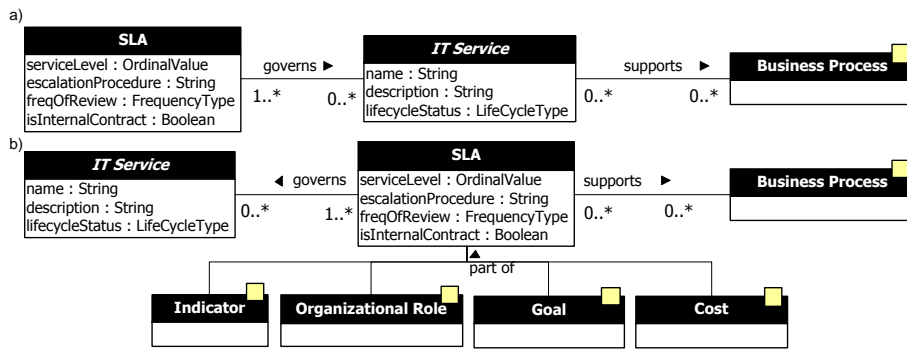 a)
SLA
serviceLevel : OrdinalValue
escalationProcedure : String
freqOfReview : FrequencyType
isInternalContract : Boolean
governs
1..*
0..*
IT Service
name : String
description : String
lifecycleStatus : LifeCycleType
supports
0..*
0..*
Business Process
b)
IT Service
name : String
description : String
lifecycleStatus : LifeCycleType
governs
0..*
1..*
SLA
serviceLevel : OrdinalValue
escalationProcedure : String
freqOfReview : FrequencyType
isInternalContract : Boolean
supports
0..*
0..*
Business Process
part of
Indicator
Organizational Role
Goal
Cost